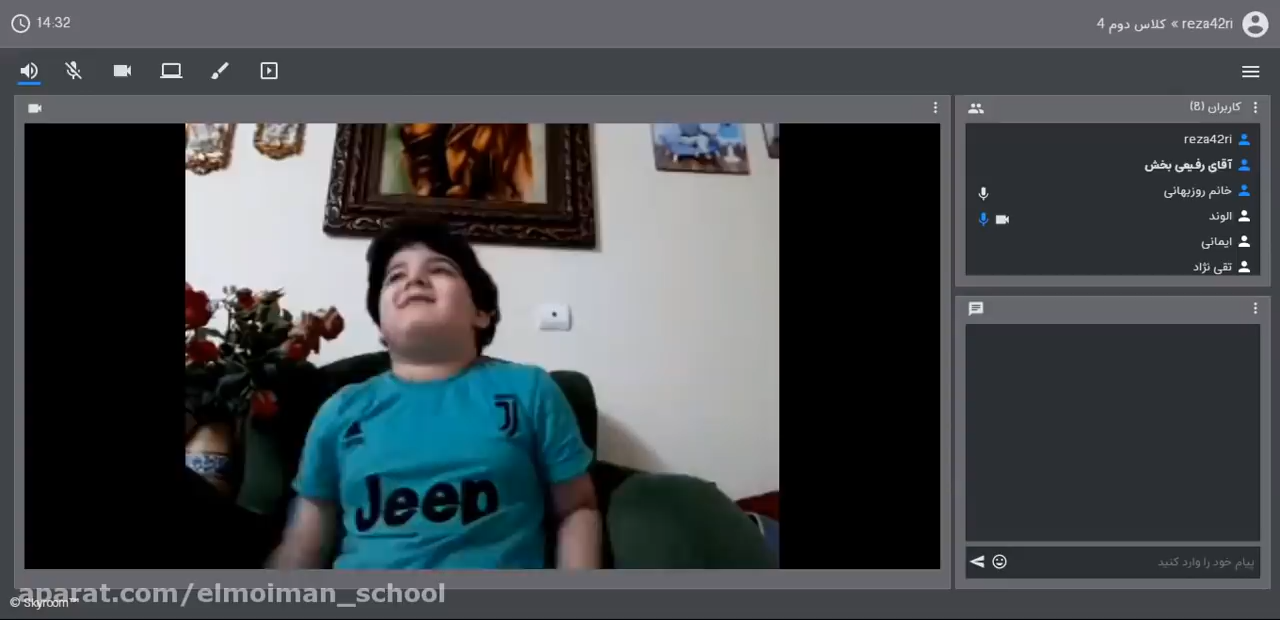 14:32
reza42ri » کلاس دوم 4
کاربران (8)
reza42ri
آقای رفیعی بخش
خانم روزبهانی
الوند
ایمانی
تقی نژاد
Jeep
پیام خود را وارد کنید
aparat.com/elmoiman_school
© Skyroom™